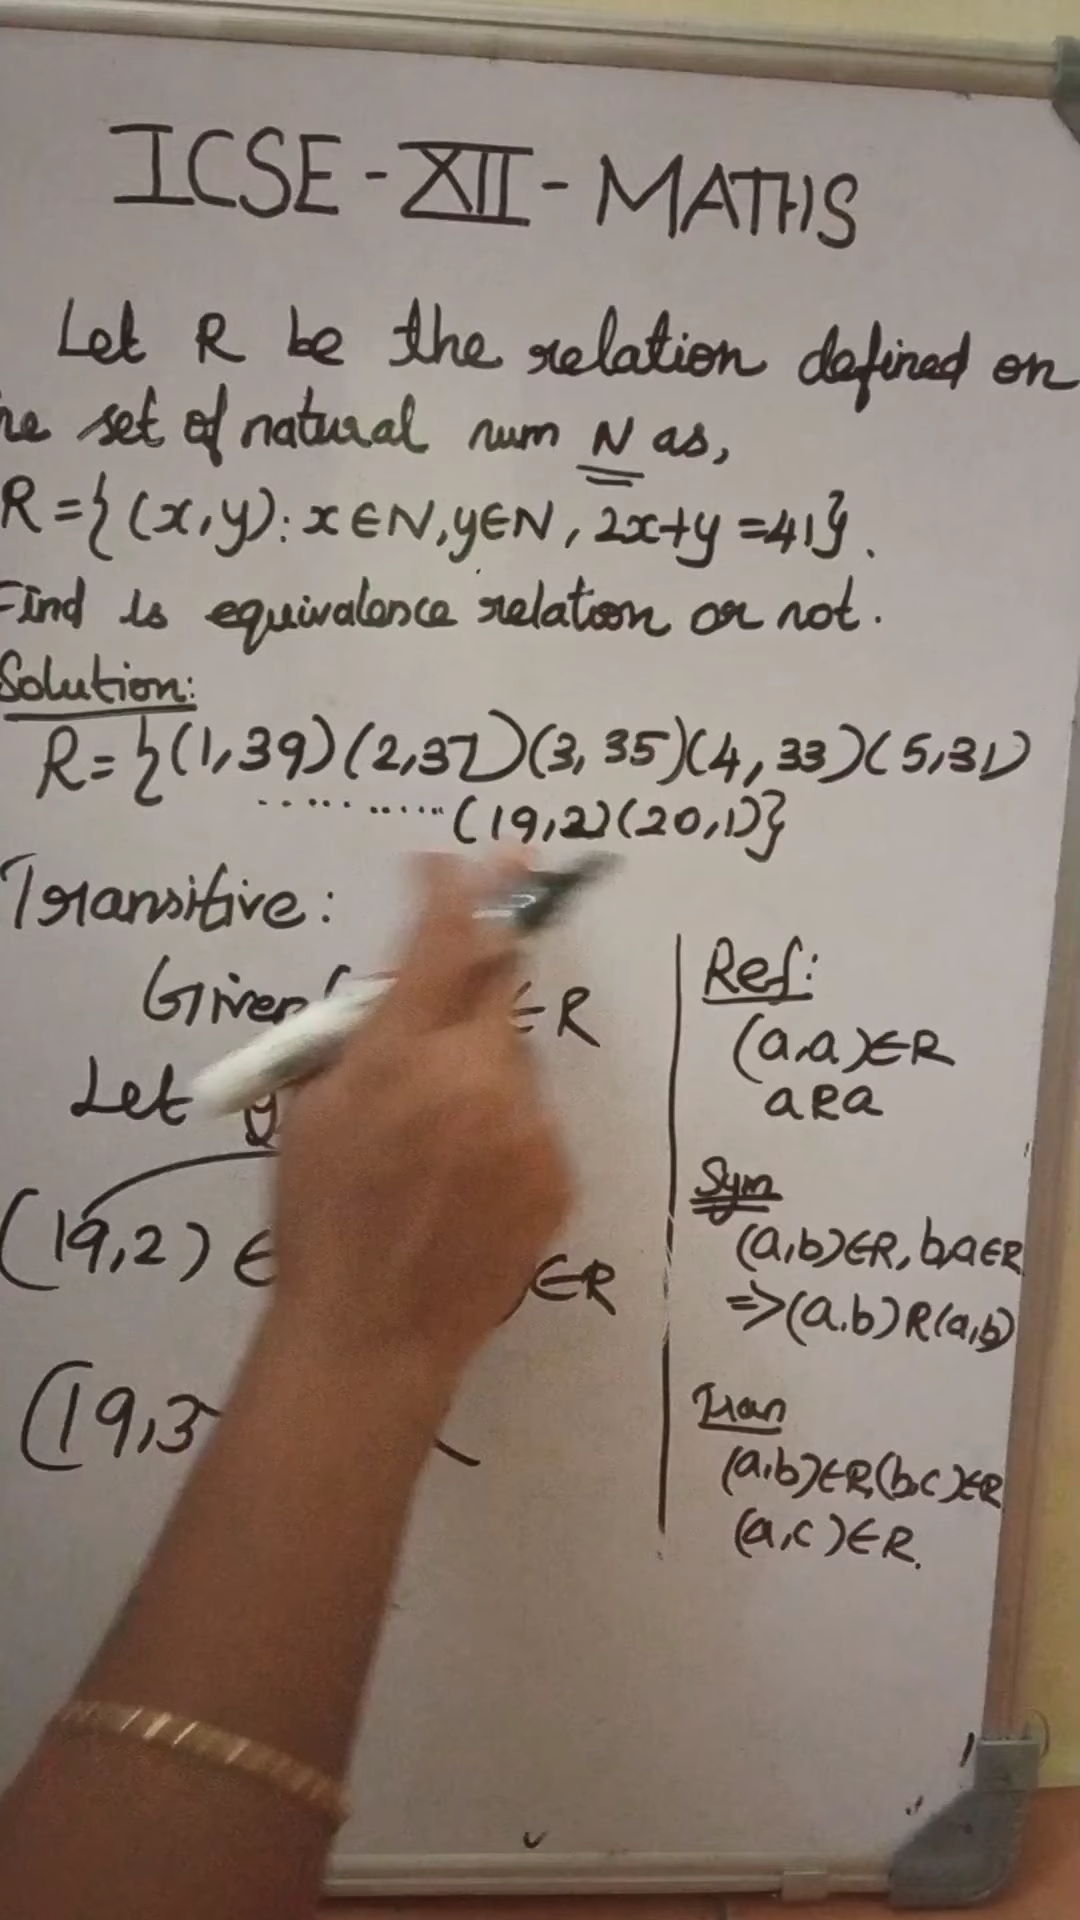 ICSE-XII-MATHS
Let R be the relation defined on
he set of natural num N as,
R={(x,y): x∈N,y∈N, 2x+y=41}.
Find is equivalence relation or not.
Solution:
R={(1,39)(2,37)(3,35)(4,33)(5,31)
..........(19,2)(20,1)}
Transitive:
Given ∈R
Let y
(19,2) ∈ ∈R
(19,3
Ref:
(a,a)∈R
aRa
Sym
(a,b)∈R, b,a∈R
=>(a,b)R(a,b)
Tran
(a,b)∈R,(b,c)∈R
(a,c)∈R.